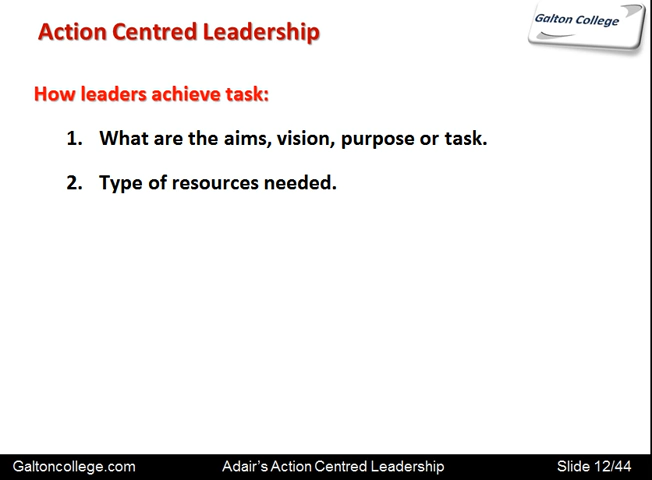 Action Centred Leadership
Galton College
How leaders achieve task:
1. What are the aims, vision, purpose or task.
2. Type of resources needed.
Galtoncollege.com Adair's Action Centred Leadership Slide 12/44